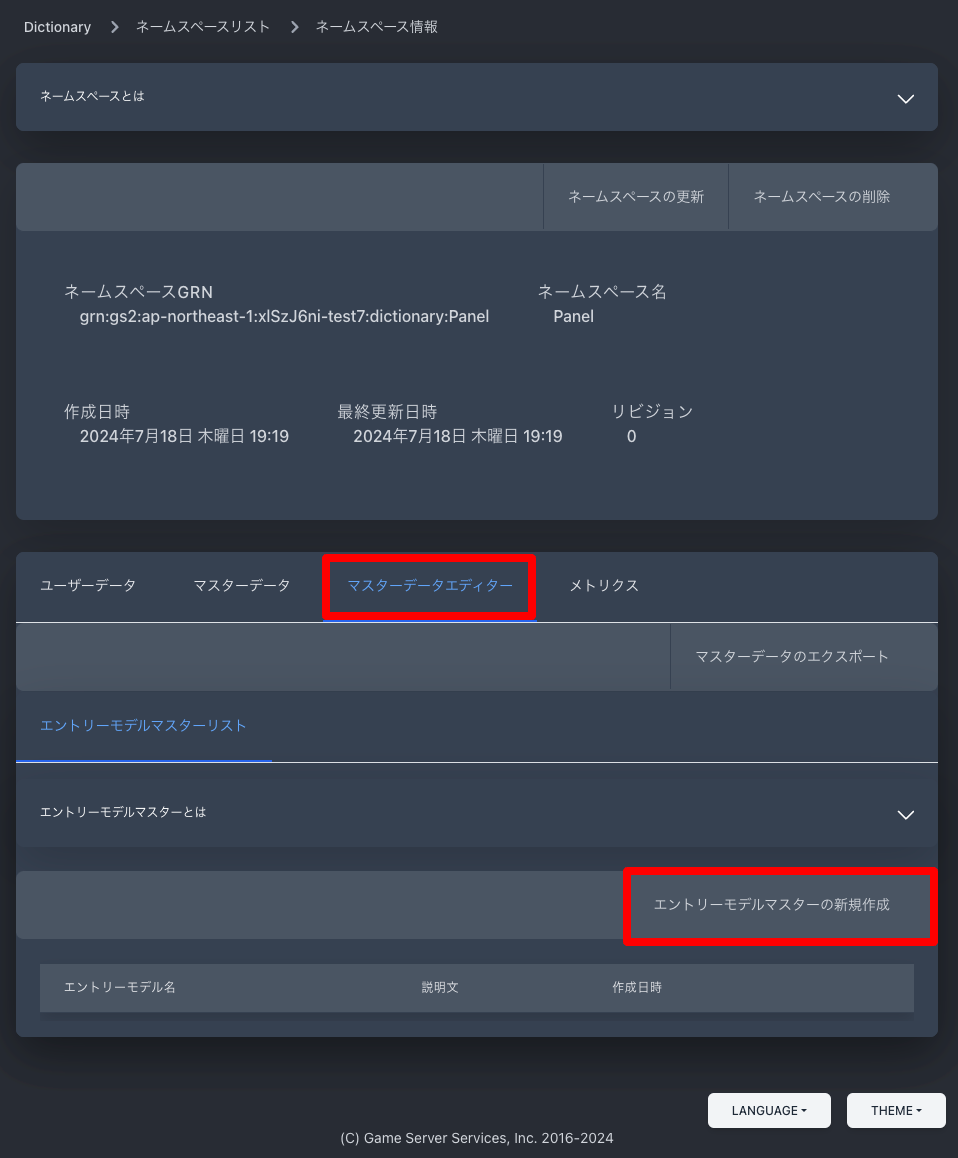 Dictionary > ネームスペースリスト > ネームスペース情報
ネームスペースとは
ネームスペースの更新 ネームスペースの削除
ネームスペースGRN ネームスペース名
grn:gs2:ap-northeast-1:xlSzJ6ni-test7:dictionary:Panel Panel
作成日時 最終更新日時 リビジョン
2024年7月18日 木曜日 19:19 2024年7月18日 木曜日 19:19 0
ユーザーデータ マスターデータ マスターデータエディター メトリクス
マスターデータのエクスポート
エントリーモデルマスターリスト
エントリーモデルマスターとは
エントリーモデルマスターの新規作成
エントリーモデル名 説明文 作成日時
LANGUAGE THEME
(C) Game Server Services, Inc. 2016-2024